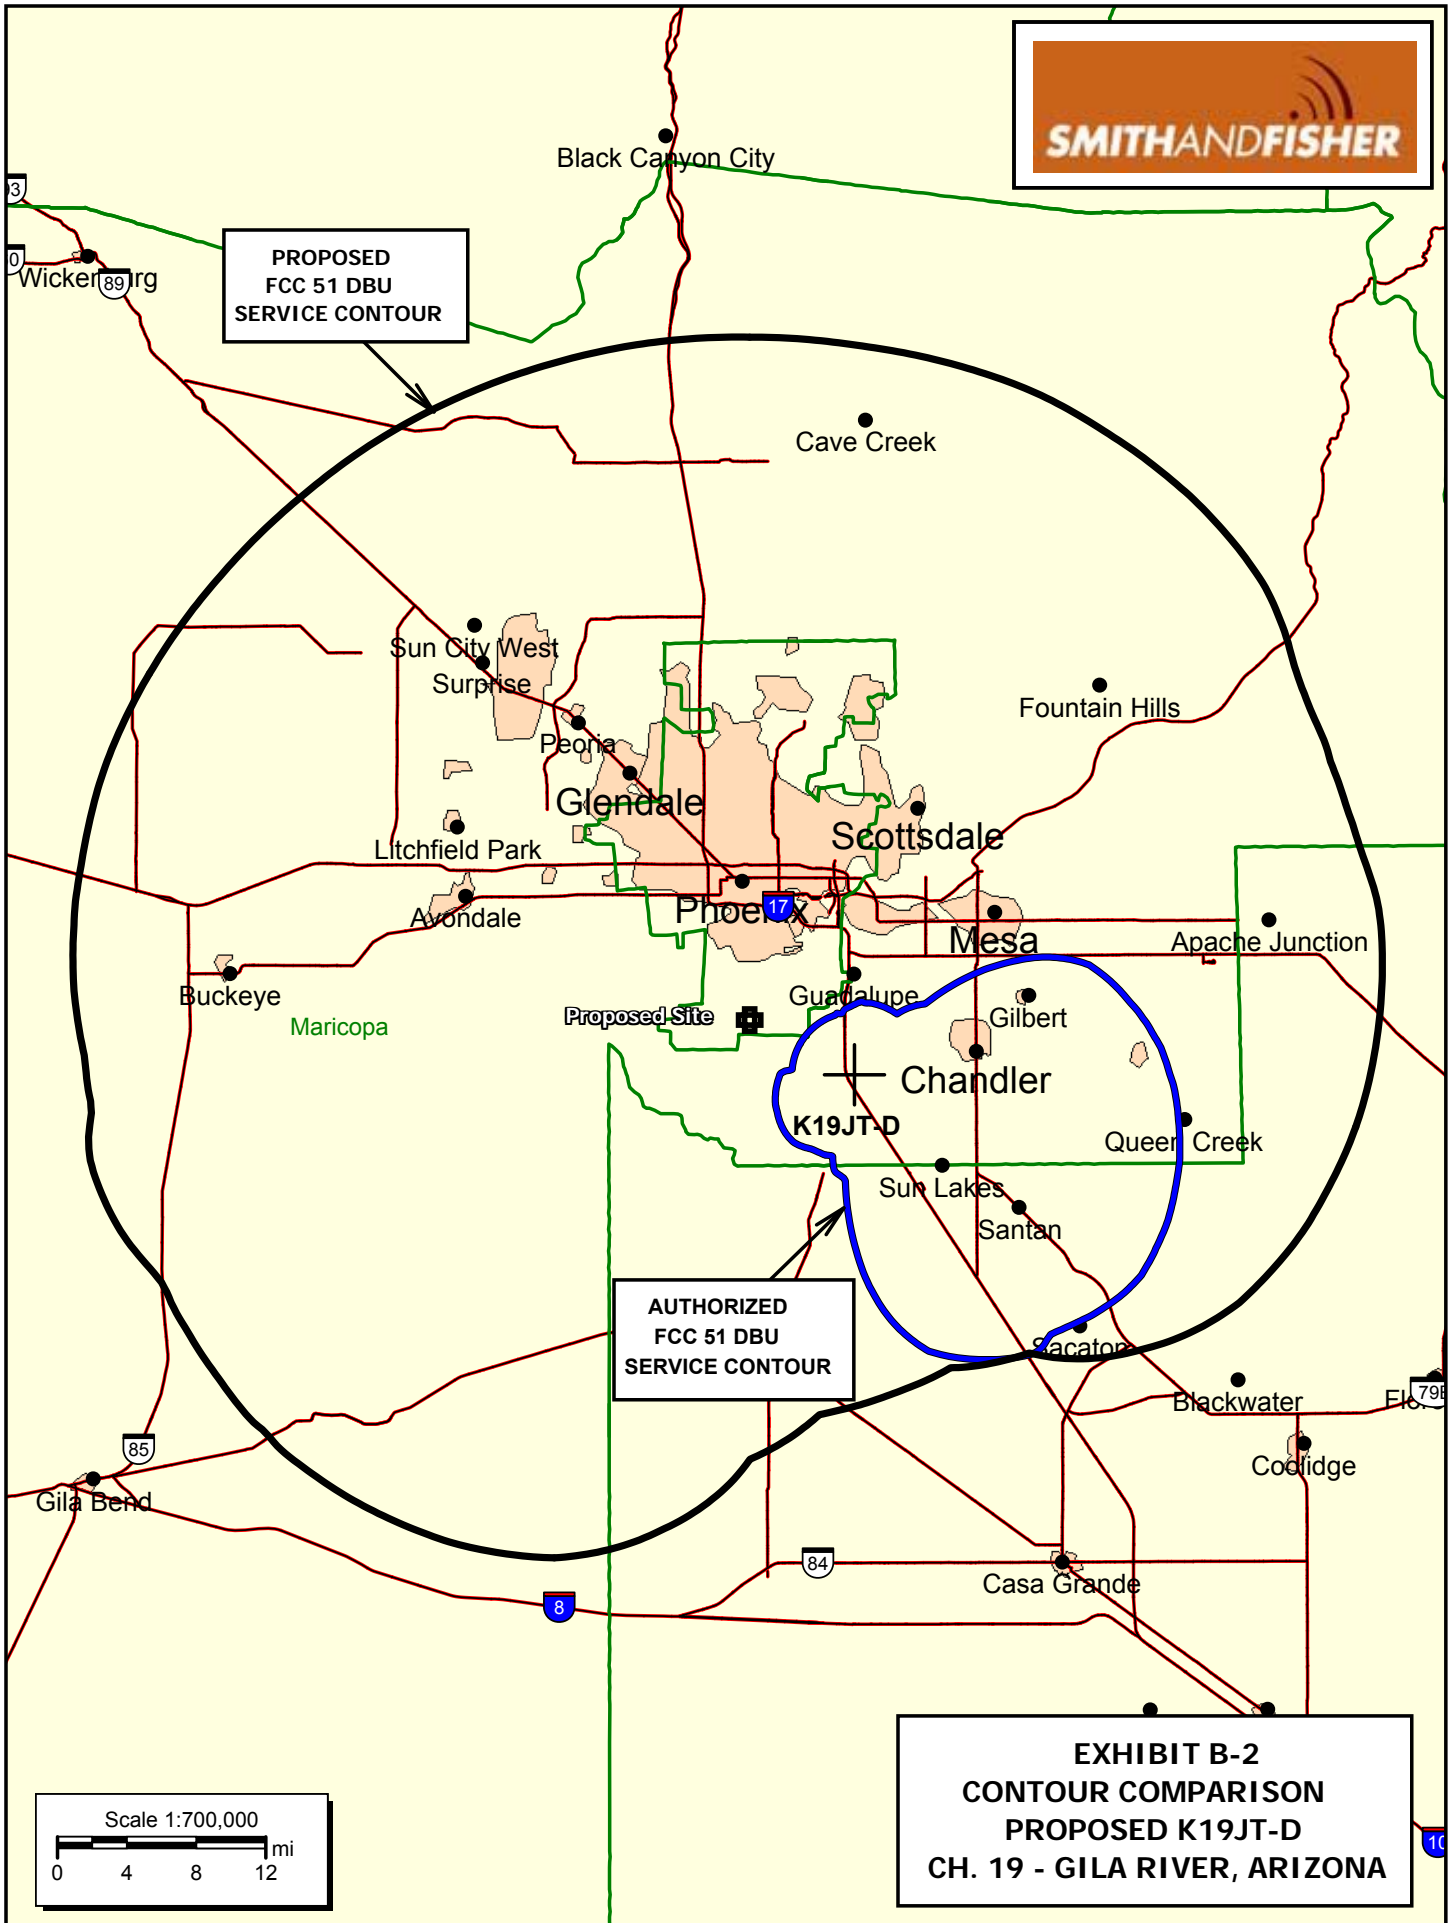 SMITHANDFISHER
Black Canyon City
93
89
PROPOSED
FCC 51 DBU
SERVICE CONTOUR
Cave Creek
Sun City West
Surprise
Fountain Hills
Peoria
Glendale
Scottsdale
Litchfield Park
Phoenix
17
Avondale
Mesa
Apache Junction
Buckeye
Guadalupe
Proposed Site
Gilbert
Maricopa
Chandler
K19JT-D
Queen Creek
Sun Lakes
Santan
AUTHORIZED
FCC 51 DBU
SERVICE CONTOUR
Sacaton
Blackwater
79B
85
Coolidge
Gila Bend
84
Casa Grande
8
EXHIBIT B-2
CONTOUR COMPARISON
PROPOSED K19JT-D
CH. 19 - GILA RIVER, ARIZONA
Scale 1:700,000
mi
0 4 8 12
10